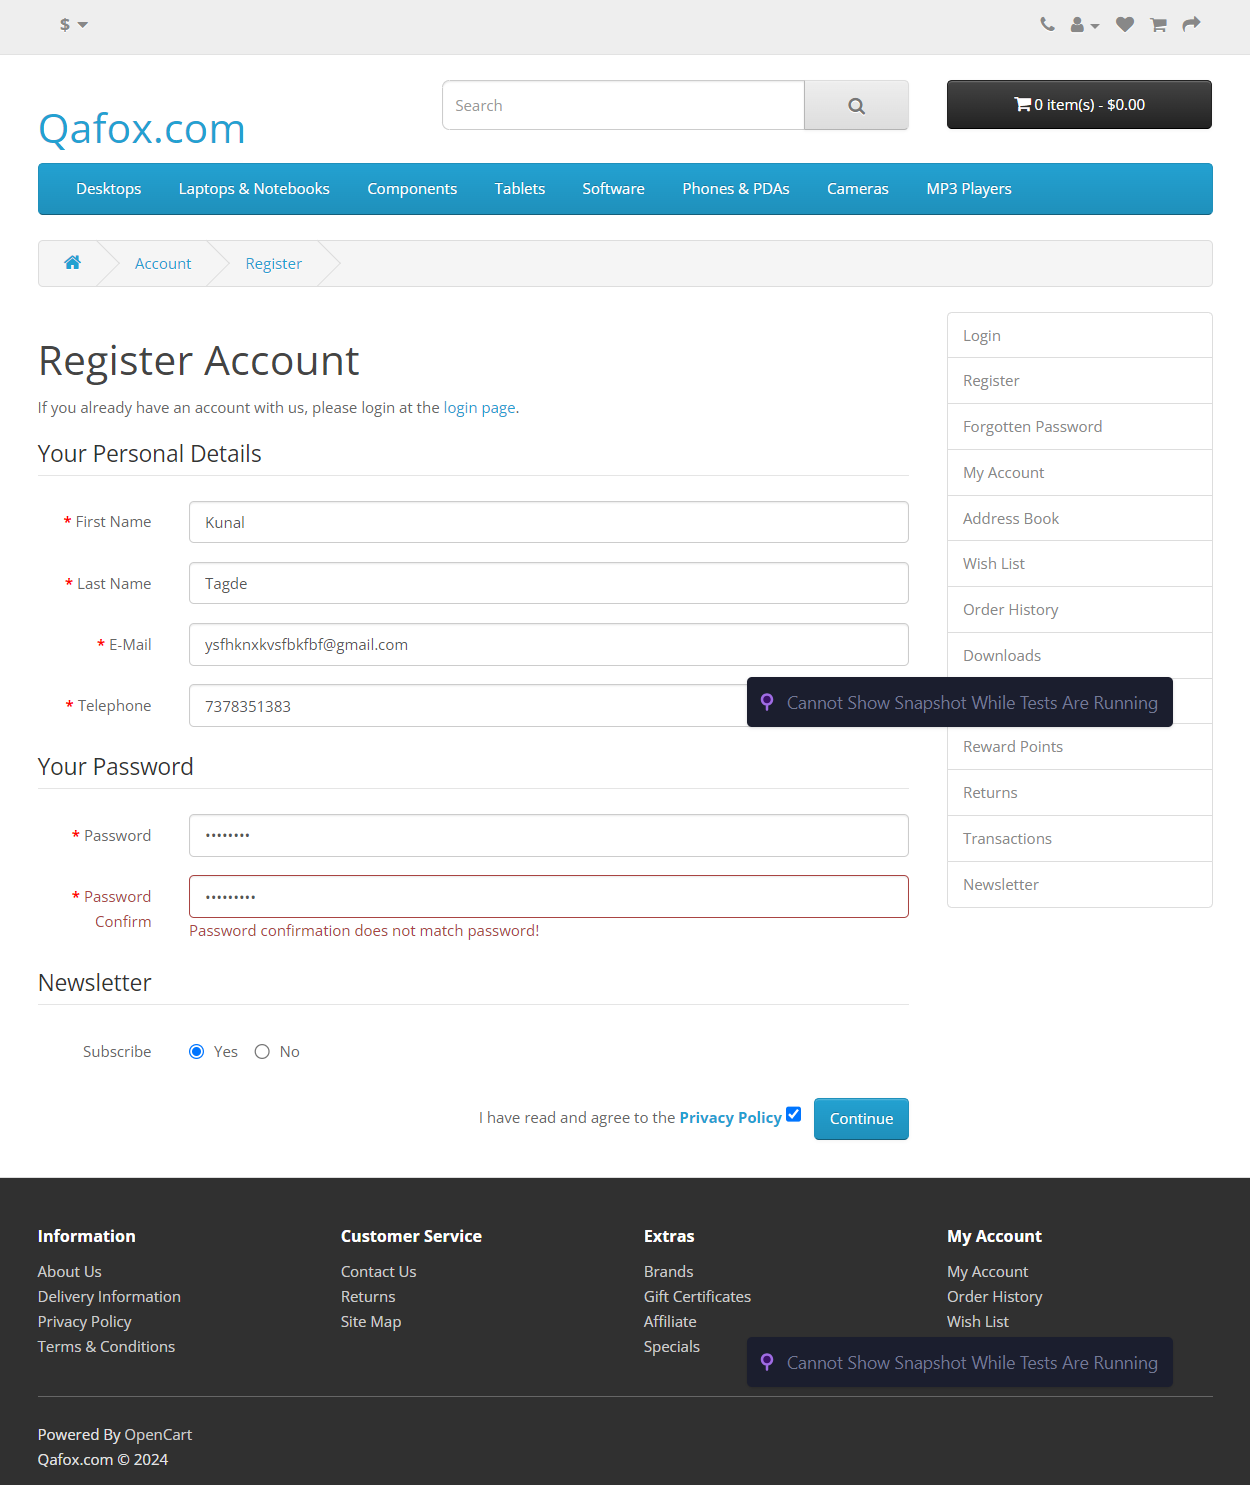 $
Qafox.com
Search
0 item(s) - $0.00
Desktops Laptops & Notebooks Components Tablets Software Phones & PDAs Cameras MP3 Players
Account Register
Register Account
If you already have an account with us, please login at the login page.
Your Personal Details
* First Name Kunal
* Last Name Tagde
* E-Mail ysfhknxkvsfbkfbf@gmail.com
* Telephone 7378351383
Cannot Show Snapshot While Tests Are Running
Your Password
* Password ••••••••
* Password Confirm •••••••••
Password confirmation does not match password!
Newsletter
Subscribe Yes No
I have read and agree to the Privacy Policy Continue
Login
Register
Forgotten Password
My Account
Address Book
Wish List
Order History
Downloads
Reward Points
Returns
Transactions
Newsletter
Information
About Us
Delivery Information
Privacy Policy
Terms & Conditions
Customer Service
Contact Us
Returns
Site Map
Extras
Brands
Gift Certificates
Affiliate
Specials
My Account
My Account
Order History
Wish List
Cannot Show Snapshot While Tests Are Running
Powered By OpenCart
Qafox.com © 2024